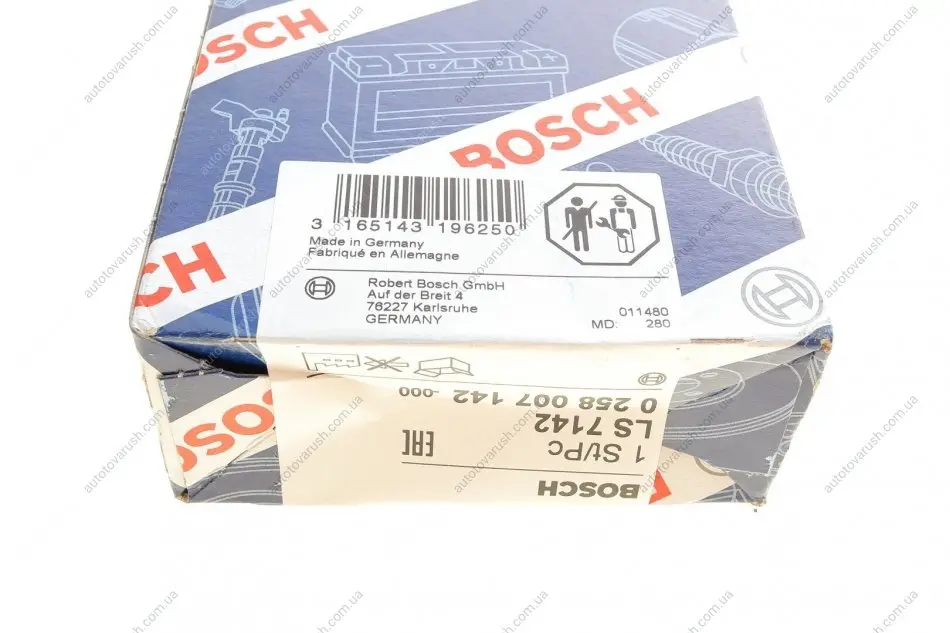 BOSCH
BOSCH
3 165143 196250
Made in Germany
Fabriqué en Allemagne
Robert Bosch GmbH
Auf der Breit 4
76227 Karlsruhe
GERMANY
011480
MD: 280
CH
BOSCH
0 258 007 142 -000
LS 7142
1 St/Pc
EAC
BOSCH
autotovarush.com.ua